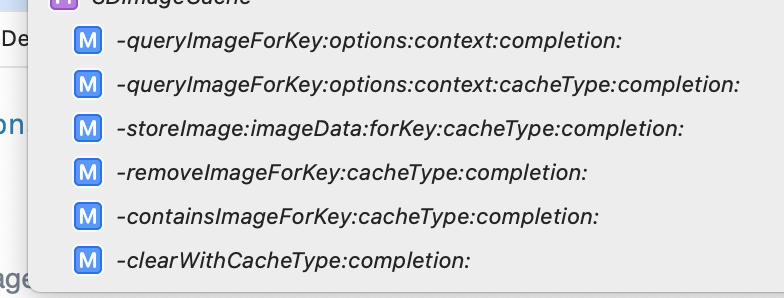 SDImageCache
De
M -queryImageForKey:options:context:completion:
M -queryImageForKey:options:context:cacheType:completion:
on
M -storeImage:imageData:forKey:cacheType:completion:
M -removeImageForKey:cacheType:completion:
M -containsImageForKey:cacheType:completion:
M -clearWithCacheType:completion:
age